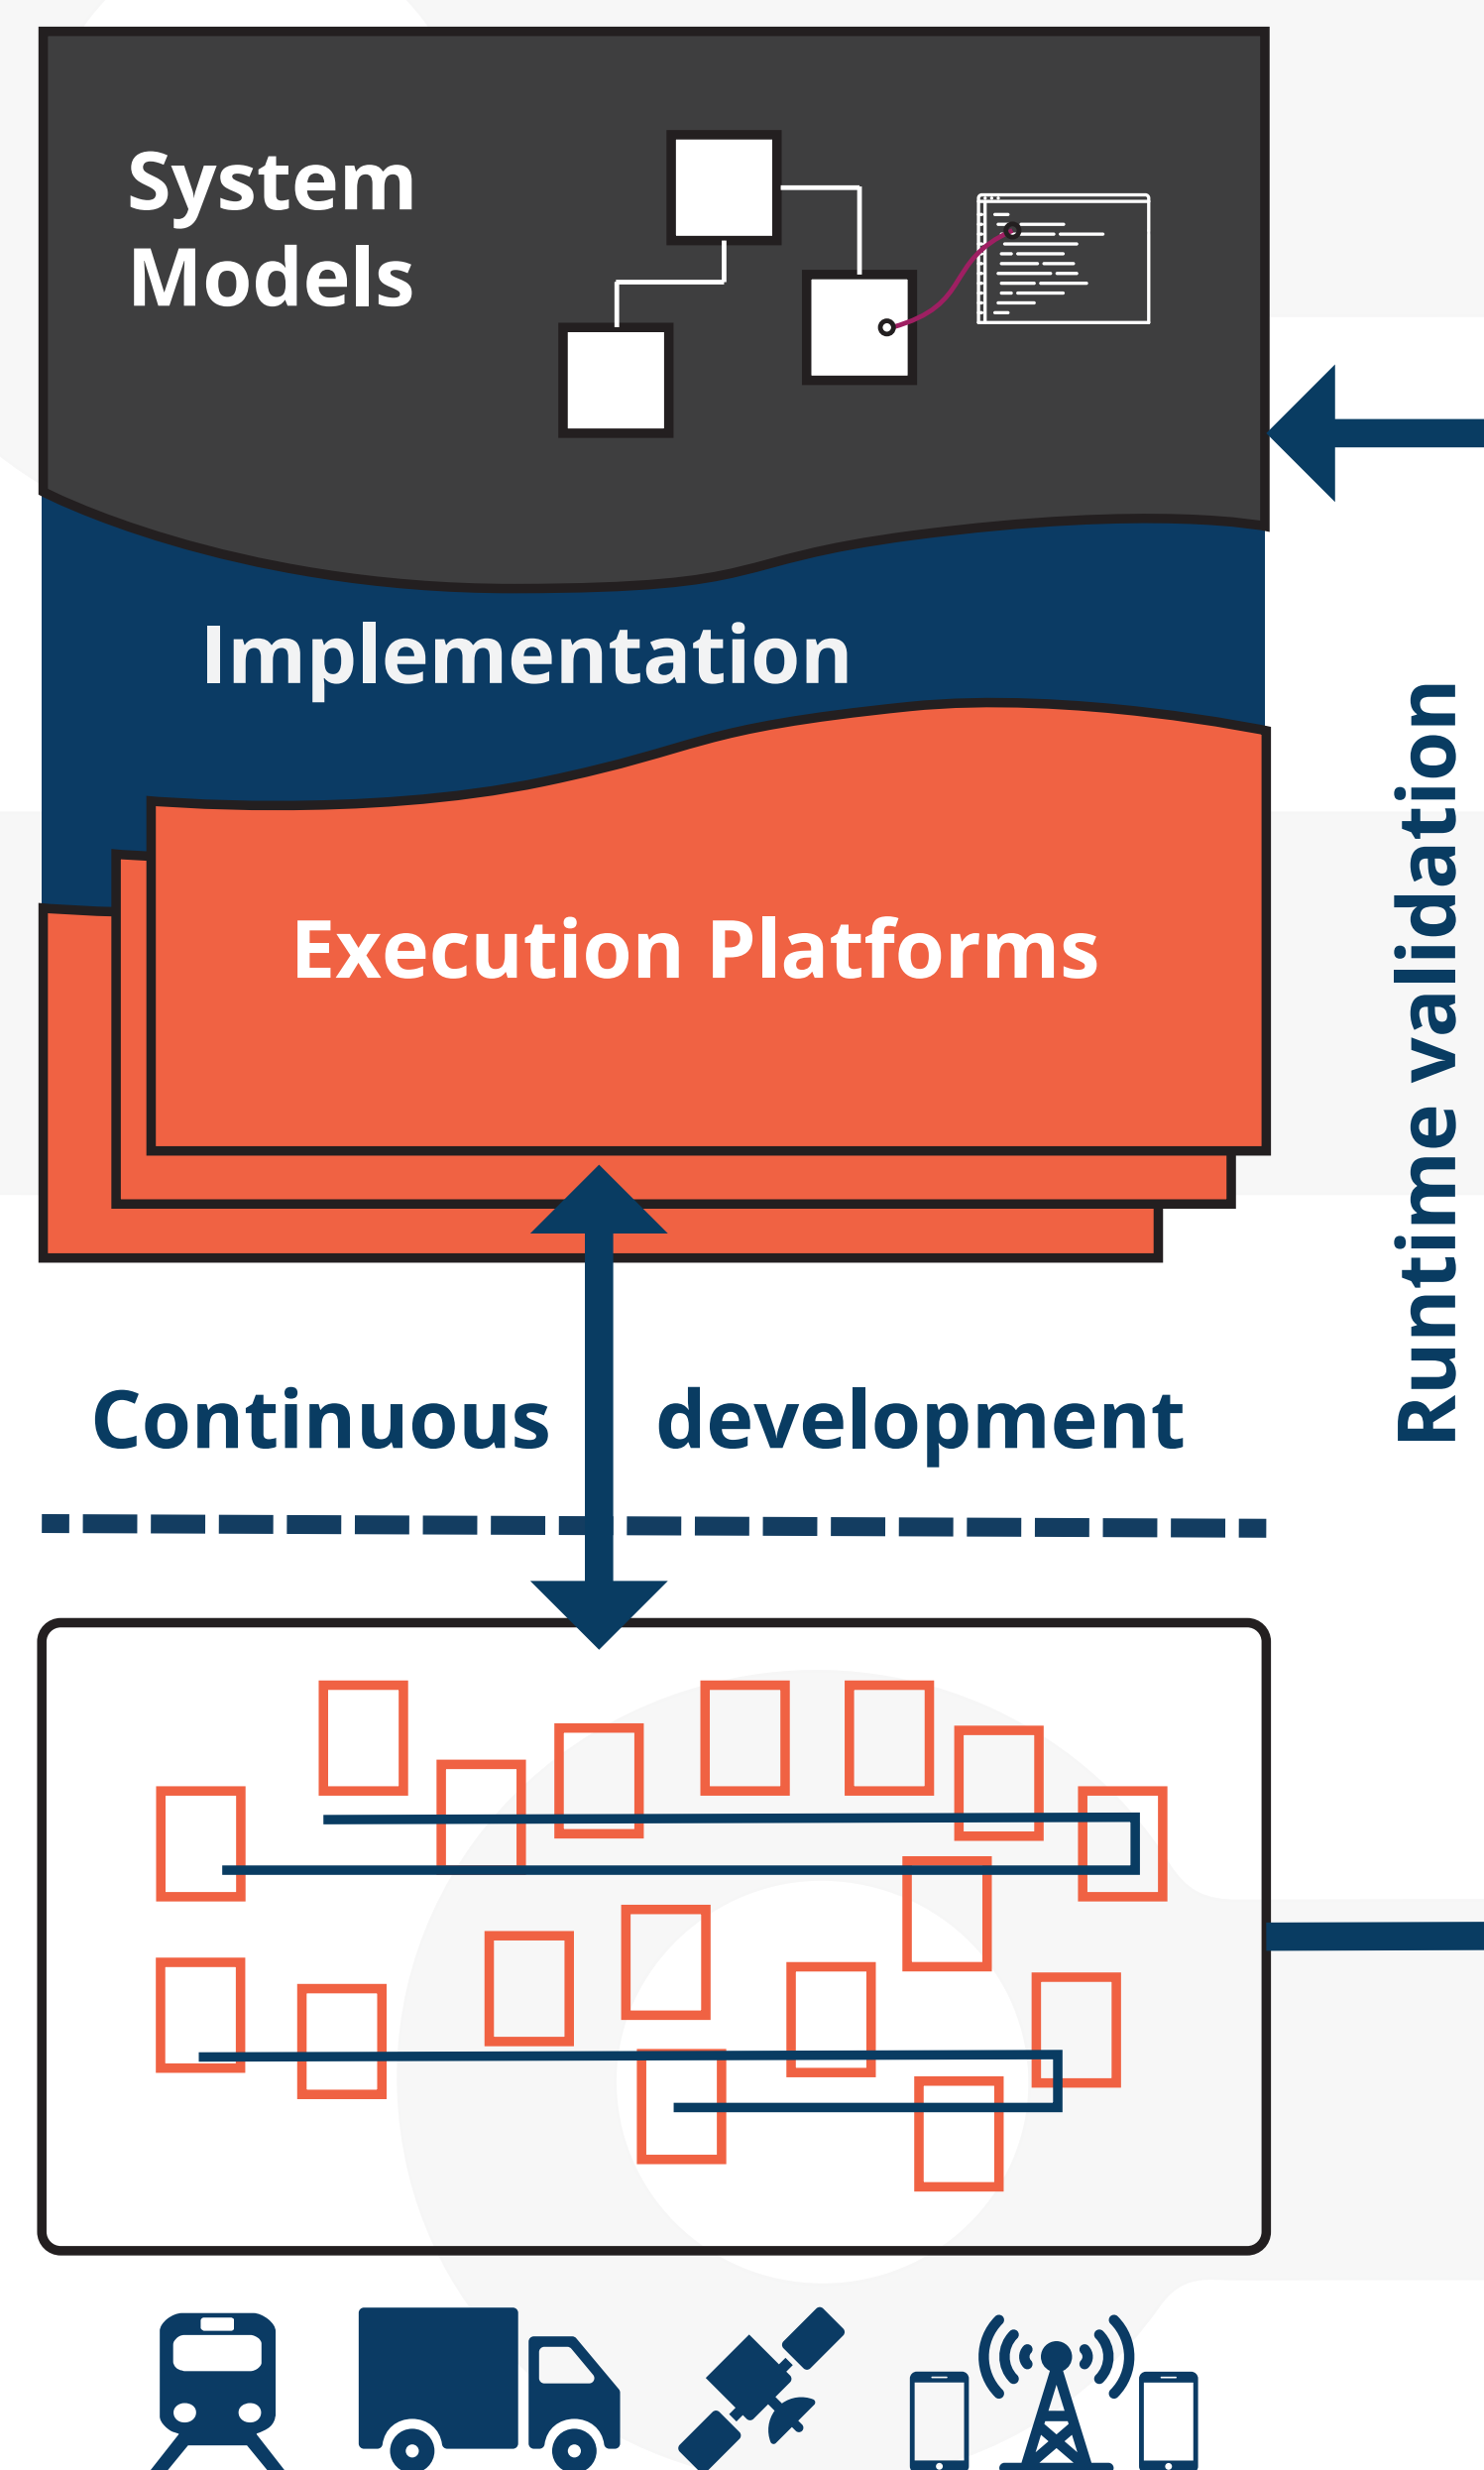 System
Models
Implementation
Execution Platforms
Continuous development
Runtime validation